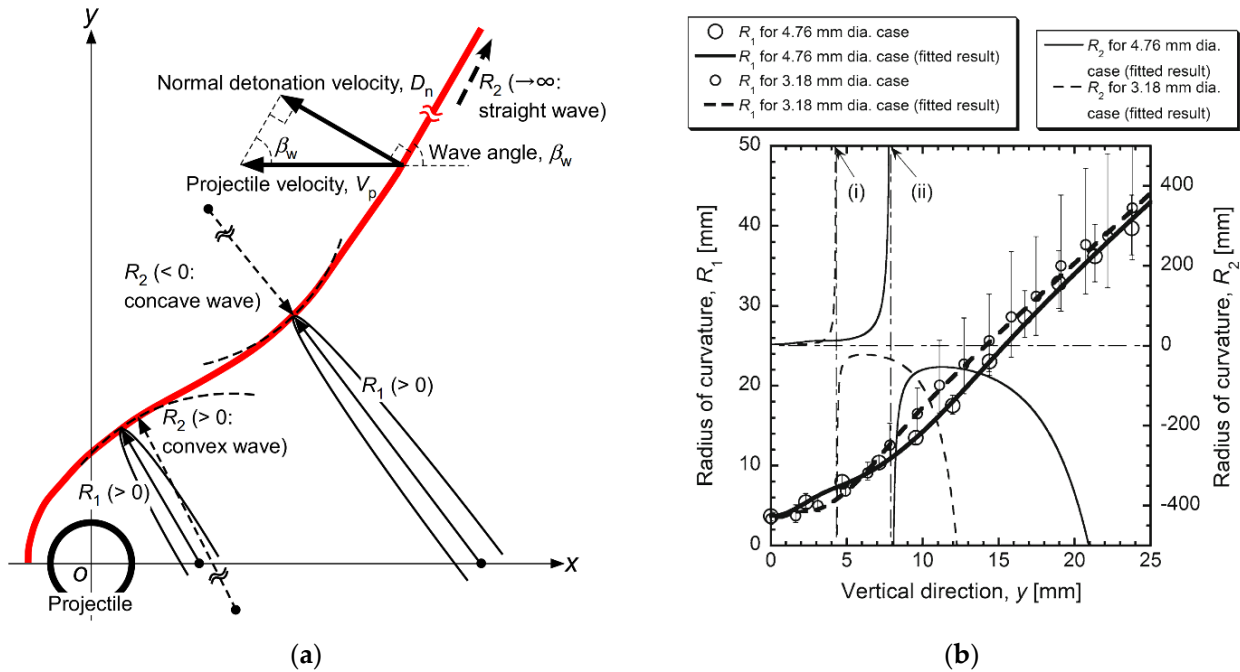 y
Normal detonation velocity, Dn
R2 (→∞:
straight wave)
βw
Wave angle, βw
Projectile velocity, Vp
R2 (< 0:
concave wave)
R1 (> 0)
R2 (> 0:
convex wave)
R1 (> 0)
o
x
Projectile
(a)
R1 for 4.76 mm dia. case
R1 for 4.76 mm dia. case (fitted result)
R1 for 3.18 mm dia. case
R1 for 3.18 mm dia. case (fitted result)
R2 for 4.76 mm dia.
case (fitted result)
R2 for 3.18 mm dia.
case (fitted result)
Radius of curvature, R1 [mm]
50
40
30
20
10
0
(i)
(ii)
400
200
0
-200
-400
Radius of curvature, R2 [mm]
0
5
10
15
20
25
Vertical direction, y [mm]
(b)